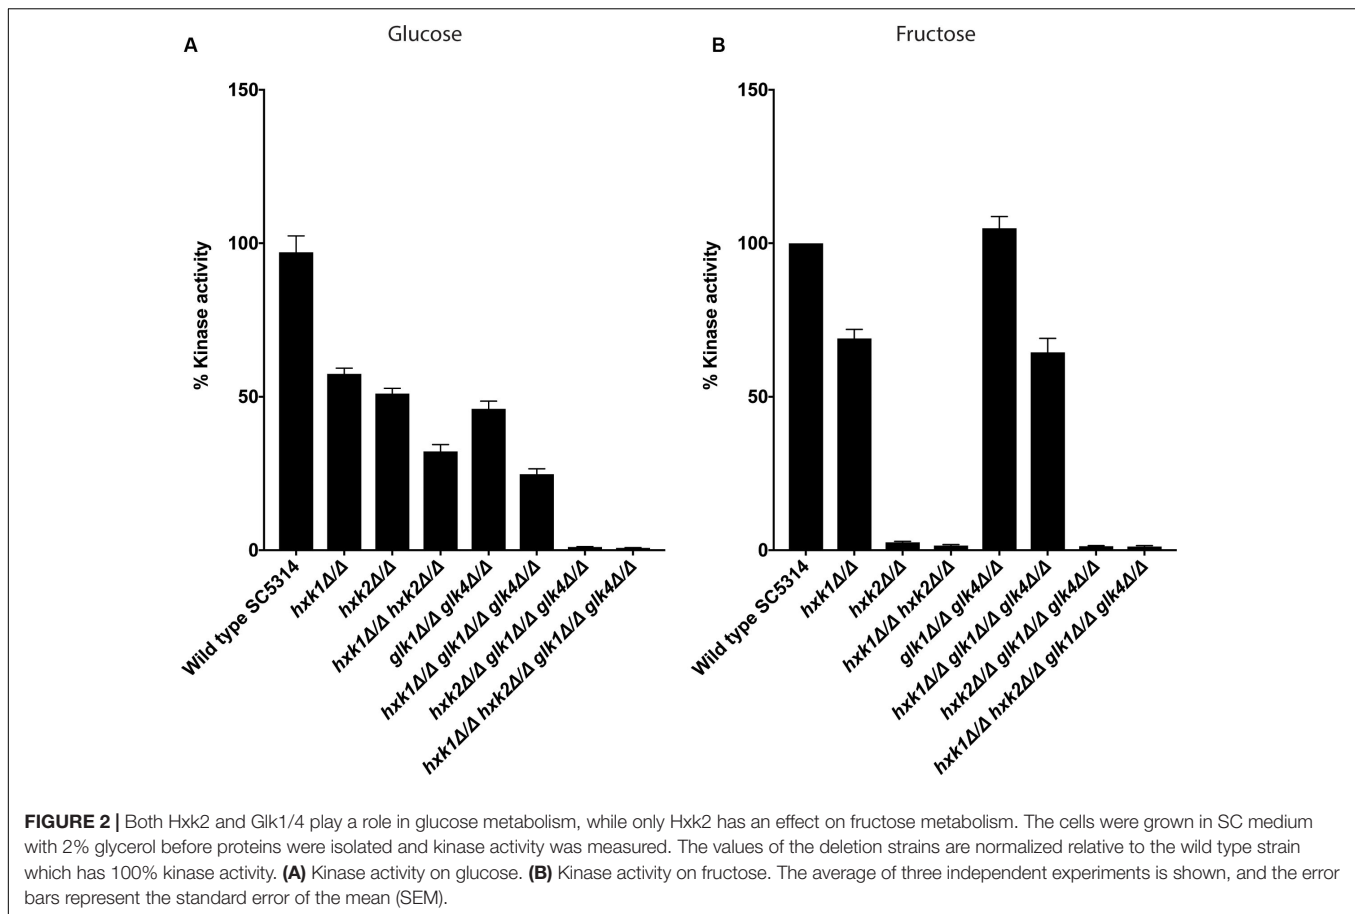 A
Glucose
% Kinase activity
150
100
50
0
Wild type SC5314
hxk1Δ/Δ
hxk2Δ/Δ
hxk1Δ/Δ hxk2Δ/Δ
glk1Δ/Δ glk4Δ/Δ
hxk1Δ/Δ glk1Δ/Δ glk4Δ/Δ
hxk2Δ/Δ glk1Δ/Δ glk4Δ/Δ
hxk1Δ/Δ hxk2Δ/Δ glk1Δ/Δ glk4Δ/Δ
B
Fructose
% Kinase activity
150
100
50
0
Wild type SC5314
hxk1Δ/Δ
hxk2Δ/Δ
hxk1Δ/Δ hxk2Δ/Δ
glk1Δ/Δ glk4Δ/Δ
hxk1Δ/Δ glk1Δ/Δ glk4Δ/Δ
hxk2Δ/Δ glk1Δ/Δ glk4Δ/Δ
hxk1Δ/Δ hxk2Δ/Δ glk1Δ/Δ glk4Δ/Δ
FIGURE 2 | Both Hxk2 and Glk1/4 play a role in glucose metabolism, while only Hxk2 has an effect on fructose metabolism. The cells were grown in SC medium
with 2% glycerol before proteins were isolated and kinase activity was measured. The values of the deletion strains are normalized relative to the wild type strain
which has 100% kinase activity. (A) Kinase activity on glucose. (B) Kinase activity on fructose. The average of three independent experiments is shown, and the error
bars represent the standard error of the mean (SEM).